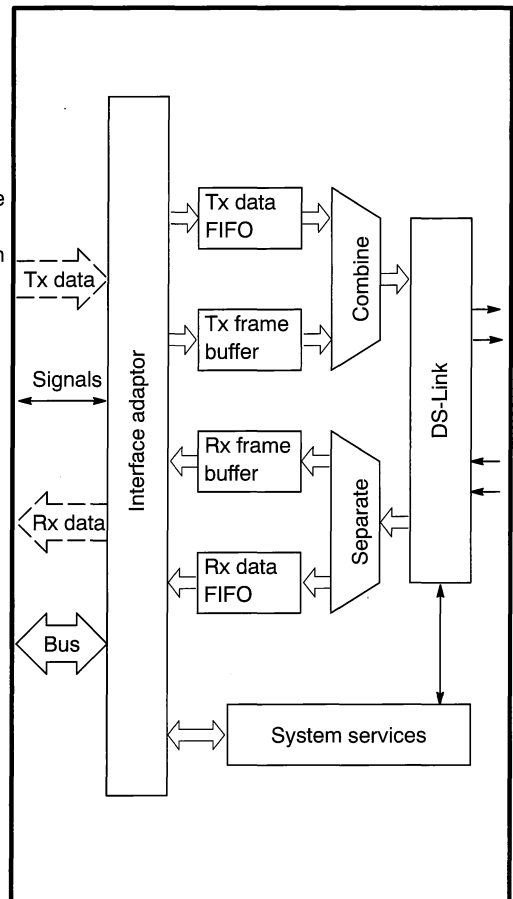 e
n
Tx data
Signals
Rx data
Bus
Interface adaptor
Tx data
FIFO
Tx frame
buffer
Rx frame
buffer
Rx data
FIFO
Combine
Separate
DS-Link
System services